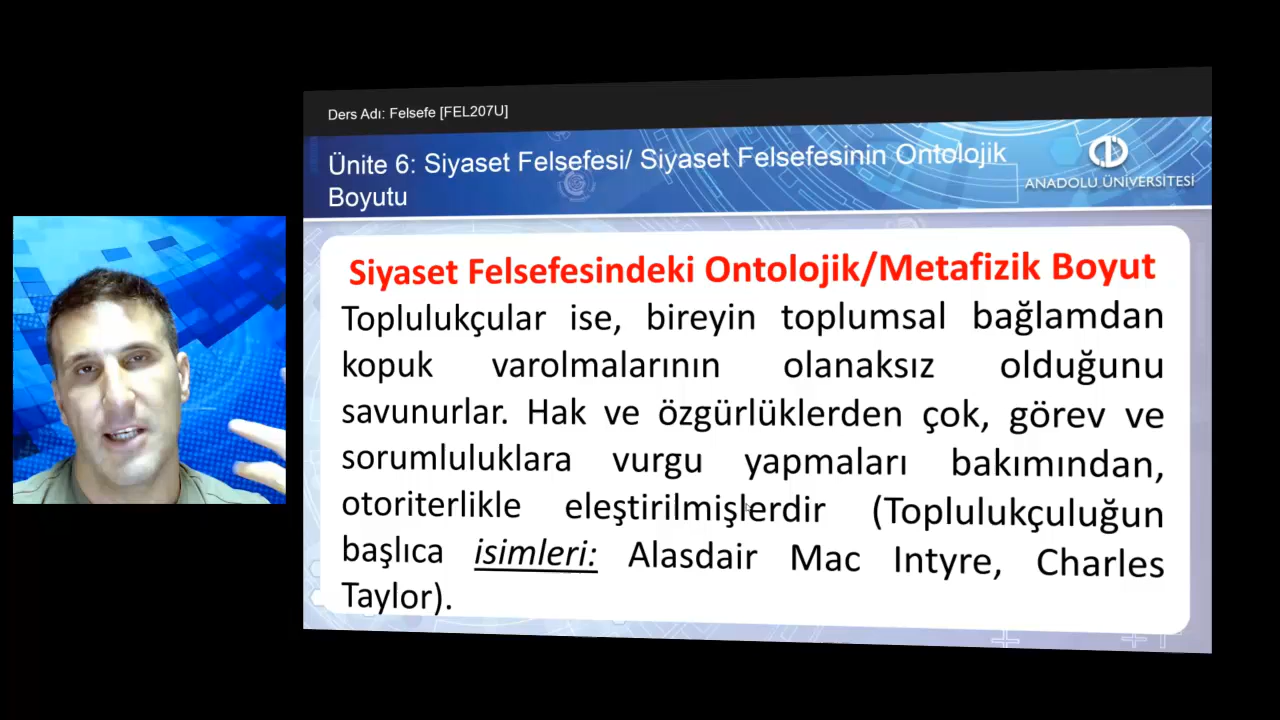 Ders Adı: Felsefe [FEL207U]
Ünite 6: Siyaset Felsefesi/ Siyaset Felsefesinin Ontolojik
Boyutu
ANADOLU ÜNİVERSİTESİ
Siyaset Felsefesindeki Ontolojik/Metafizik Boyut
Toplulukçular ise, bireyin toplumsal bağlamdan
kopuk varolmalarının olanaksız olduğunu
savunurlar. Hak ve özgürlüklerden çok, görev ve
sorumluluklara vurgu yapmaları bakımından,
otoriterlikle eleştirilmişlerdir (Toplulukçuluğun
başlıca isimleri: Alasdair Mac Intyre, Charles
Taylor).